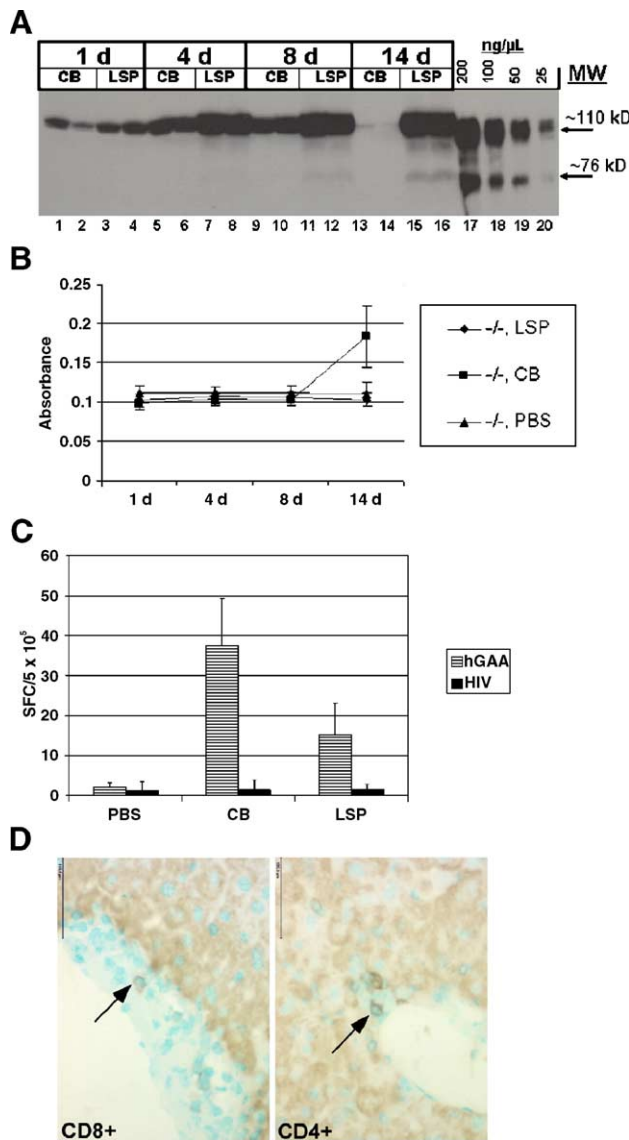 A
1 d 4 d 8 d 14 d ng/µL
CB LSP CB LSP CB LSP CB LSP 200 100 50 25 MW
~110 kD
~76 kD
1 2 3 4 5 6 7 8 9 10 11 12 13 14 15 16 17 18 19 20
B
0.25
0.2
0.15
0.1
0.05
0
Absorbance
1 d 4 d 8 d 14 d
-/-, LSP
-/-, CB
-/-, PBS
C
60
50
40
30
20
10
0
SFC/5 x 10⁵
PBS CB LSP
hGAA
HIV
D
CD8+ CD4+